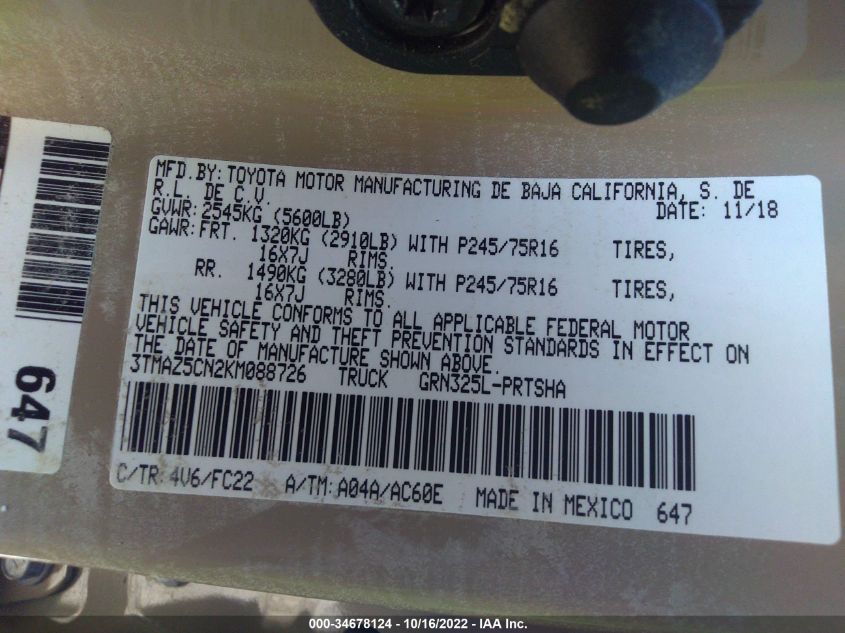 MFD.BY:TOYOTA MOTOR MANUFACTURING DE BAJA CALIFORNIA, S. DE
R.L. DE C.V. DATE: 11/18
GVWR:2545KG (5600LB)
GAWR:FRT. 1320KG (2910LB) WITH P245/75R16 TIRES,
16X7J RIMS.
RR. 1490KG (3280LB) WITH P245/75R16 TIRES,
16X7J RIMS.
THIS VEHICLE CONFORMS TO ALL APPLICABLE FEDERAL MOTOR
VEHICLE SAFETY AND THEFT PREVENTION STANDARDS IN EFFECT ON
THE DATE OF MANUFACTURE SHOWN ABOVE.
3TMAZ5CN2KM088726 TRUCK GRN325L-PRTSHA
C/TR:4V6/FC22 A/TM:A04A/AC60E MADE IN MEXICO 647
647
000-34678124 - 10/16/2022 - IAA Inc.